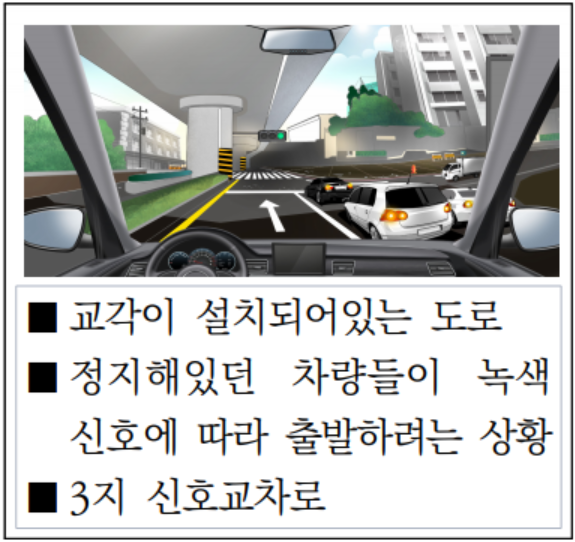 ■ 교각이 설치되어있는 도로
■ 정지해있던 차량들이 녹색
신호에 따라 출발하려는 상황
■ 3지 신호교차로